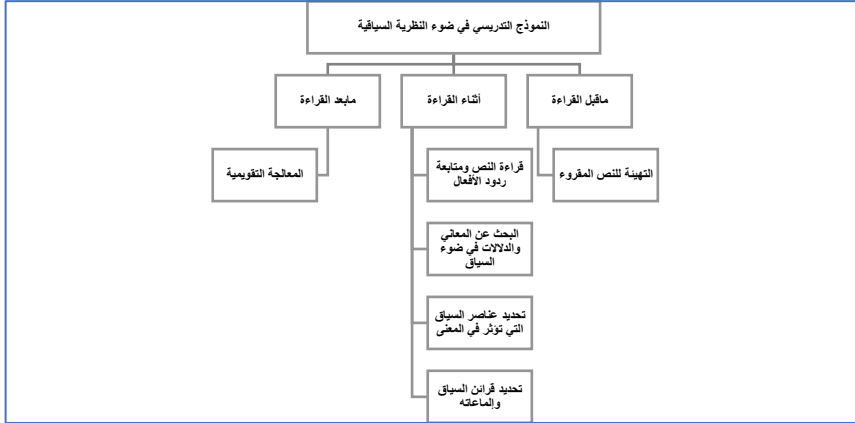 النموذج التدريسي في ضوء النظرية السياقية
ماقبل القراءة
أثناء القراءة
مابعد القراءة
التهيئة للنص المقروء
قراءة النص ومتابعة
ردود الأفعال
البحث عن المعاني
والدلالات في ضوء
السياق
تحديد عناصر السياق
التي تؤثر في المعنى
تحديد قرائن السياق
وإلماعاته
المعالجة التقويمية